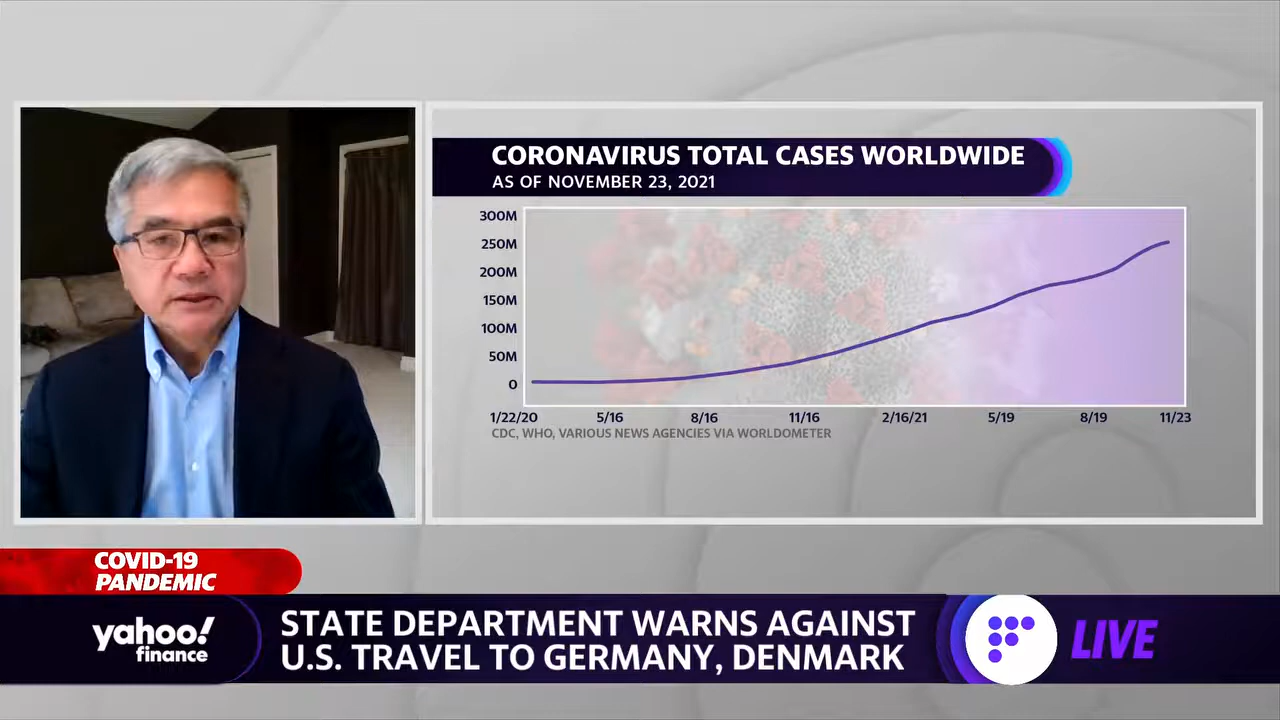 CORONAVIRUS TOTAL CASES WORLDWIDE
AS OF NOVEMBER 23, 2021
300M
250M
200M
150M
100M
50M
0
1/22/20 5/16 8/16 11/16 2/16/21 5/19 8/19 11/23
CDC, WHO, VARIOUS NEWS AGENCIES VIA WORLDOMETER
COVID-19
PANDEMIC
yahoo!
finance
STATE DEPARTMENT WARNS AGAINST
U.S. TRAVEL TO GERMANY, DENMARK
LIVE